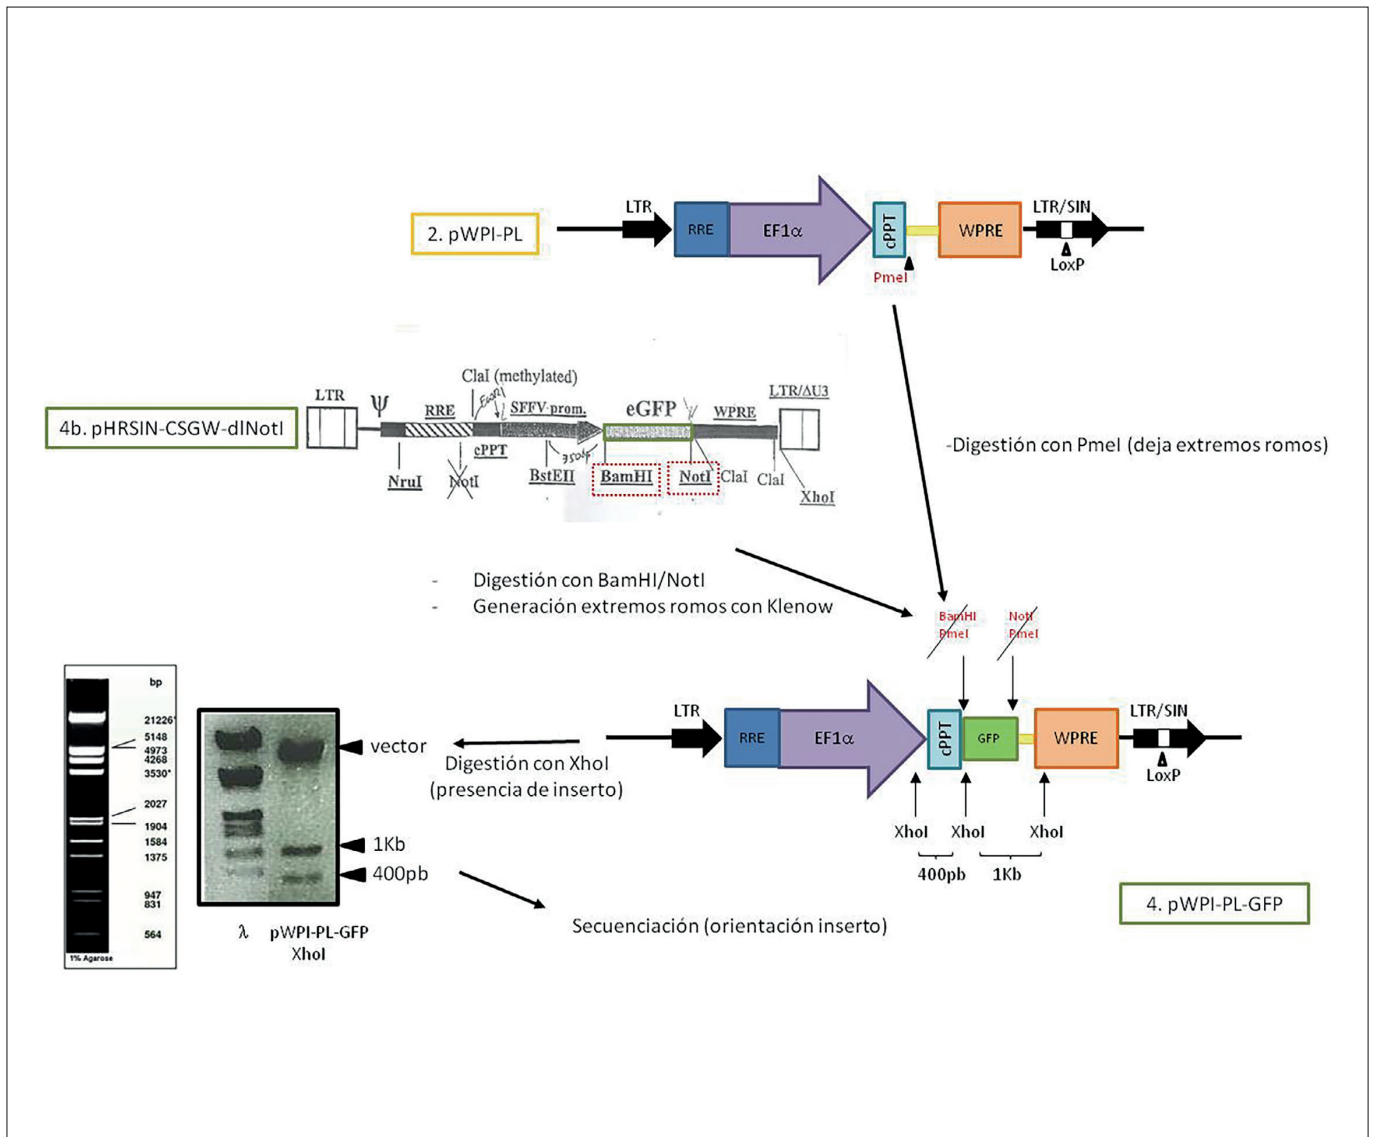 LTR
LTR/SIN
2. pWPI-PL
RRE
EF1α
cPPT
WPRE
LoxP
PmeI
ClaI (methylated)
LTR
Ψ
RRE
EcoRI
SFFV-prom.
eGFP
WPRE
LTR/ΔU3
4b. pHRSIN-CSGW-dlNotI
cPPT
350bp
NruI
NotI
BstEII
BamHI
NotI
ClaI
ClaI
XhoI
-Digestión con PmeI (deja extremos romos)
- Digestión con BamHI/NotI
- Generación extremos romos con Klenow
BamHI
PmeI
NotI
PmeI
bp
21226*
5148
4973
4268
3530*
2027
1904
1584
1375
947
831
564
1% Agarose
vector
1Kb
400pb
λ
pWPI-PL-GFP
XhoI
Digestión con XhoI
(presencia de inserto)
LTR
LTR/SIN
RRE
EF1α
cPPT
GFP
WPRE
LoxP
XhoI
XhoI
XhoI
400pb
1Kb
Secuenciación (orientación inserto)
4. pWPI-PL-GFP